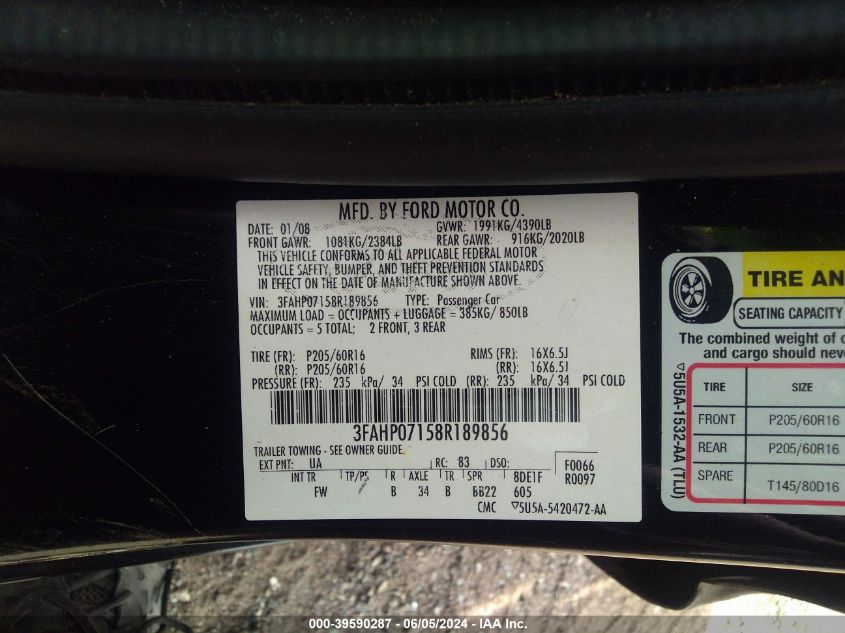 MFD. BY FORD MOTOR CO.
DATE: 01/08 GVWR: 1991KG/4390LB
FRONT GAWR: 1081KG/2384LB REAR GAWR: 916KG/2020LB
THIS VEHICLE CONFORMS TO ALL APPLICABLE FEDERAL MOTOR
VEHICLE SAFETY, BUMPER, AND THEFT PREVENTION STANDARDS
IN EFFECT ON THE DATE OF MANUFACTURE SHOWN ABOVE.
VIN: 3FAHP07158R189856 TYPE: Passenger Car
MAXIMUM LOAD = OCCUPANTS + LUGGAGE = 385KG/ 850LB
OCCUPANTS = 5 TOTAL; 2 FRONT, 3 REAR
TIRE (FR): P205/60R16 RIMS (FR): 16X6.5J
(RR): P205/60R16 (RR): 16X6.5J
PRESSURE (FR): 235 kPa/ 34 PSI COLD (RR): 235 kPa/ 34 PSI COLD
3FAHP07158R189856
TRAILER TOWING - SEE OWNER GUIDE.
EXT PNT: UA RC: 83 DSO: F0066
INT TR TP/PS R AXLE TR SPR 8DE1F R0097
FW B 34 B BB22 605
CMC ▽5U5A-5420472-AA
TIRE AN
SEATING CAPACITY
The combined weight of
and cargo should neve
▽5U5A-1532-AA (TLU)
TIRE SIZE
FRONT P205/60R16
REAR P205/60R16
SPARE T145/80D16
000-39590287 - 06/05/2024 - IAA Inc.